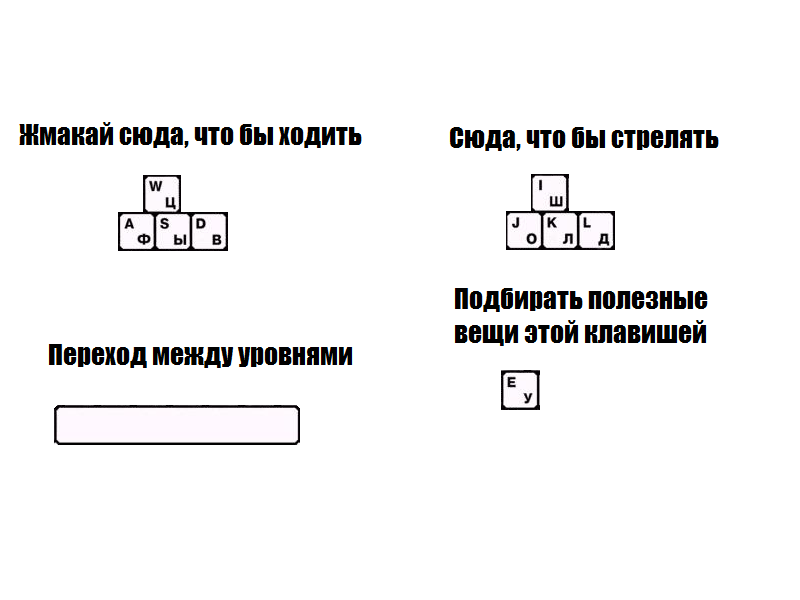 Жмакай сюда, что бы ходить
W
Ц
A
Ф
S
Ы
D
В
Сюда, что бы стрелять
I
Ш
J
О
K
Л
L
Д
Переход между уровнями
Подбирать полезные
вещи этой клавишей
E
У